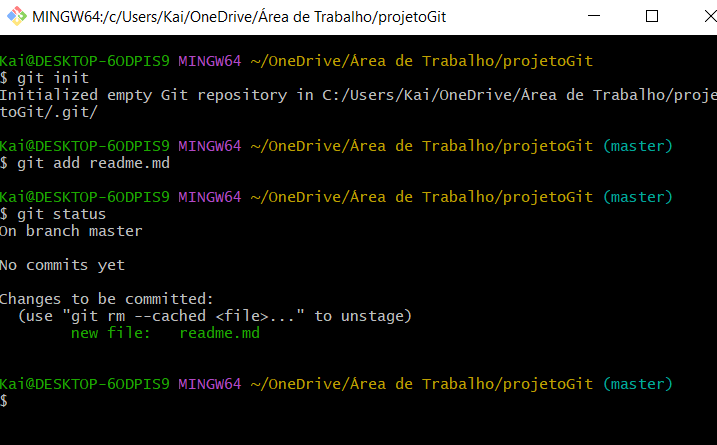 MINGW64:/c/Users/Kai/OneDrive/Área de Trabalho/projetoGit
Kai@DESKTOP-6ODPIS9 MINGW64 ~/OneDrive/Área de Trabalho/projetoGit
$ git init
Initialized empty Git repository in C:/Users/Kai/OneDrive/Área de Trabalho/proje
toGit/.git/
Kai@DESKTOP-6ODPIS9 MINGW64 ~/OneDrive/Área de Trabalho/projetoGit (master)
$ git add readme.md
Kai@DESKTOP-6ODPIS9 MINGW64 ~/OneDrive/Área de Trabalho/projetoGit (master)
$ git status
On branch master
No commits yet
Changes to be committed:
  (use "git rm --cached <file>..." to unstage)
        new file:   readme.md
Kai@DESKTOP-6ODPIS9 MINGW64 ~/OneDrive/Área de Trabalho/projetoGit (master)
$